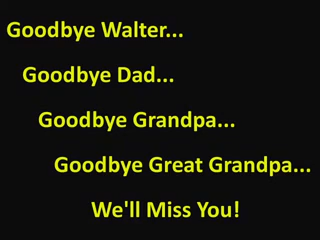 Goodbye Walter...
Goodbye Dad...
Goodbye Grandpa...
Goodbye Great Grandpa...
We'll Miss You!